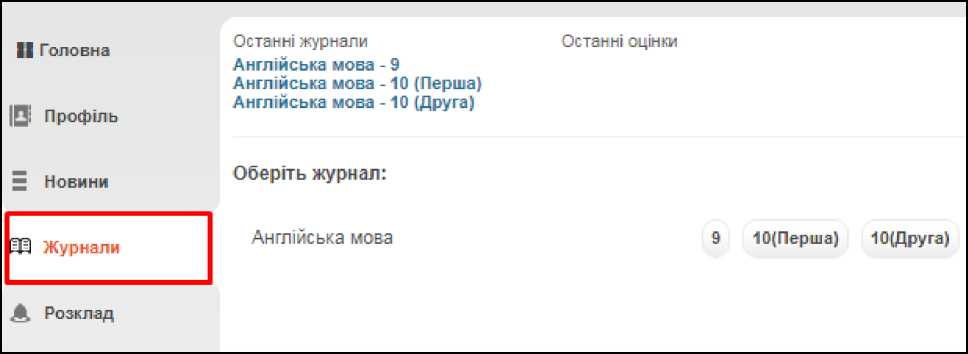 Головна
Профіль
Новини
Журнали
Розклад
Останні журнали
Англійська мова - 9
Англійська мова - 10 (Перша)
Англійська мова - 10 (Друга)
Останні оцінки
Оберіть журнал:
Англійська мова 9 10(Перша) 10(Друга)